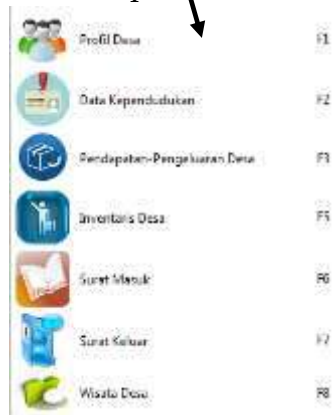 Profil Desa F1
Data Kependudukan F2
Pendapatan-Pengeluaran Desa F3
Inventaris Desa F5
Surat Masuk F6
Surat Keluar F7
Wisata Desa F8